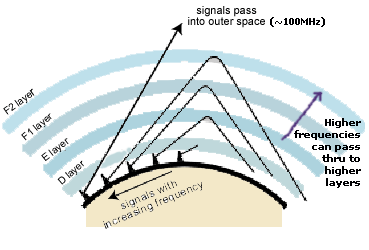 signals pass
into outer space (~100MHz)
F2 layer
F1 layer
E layer
D layer
Higher
frequencies
can pass
thru to
higher
layers
signals with
increasing frequency